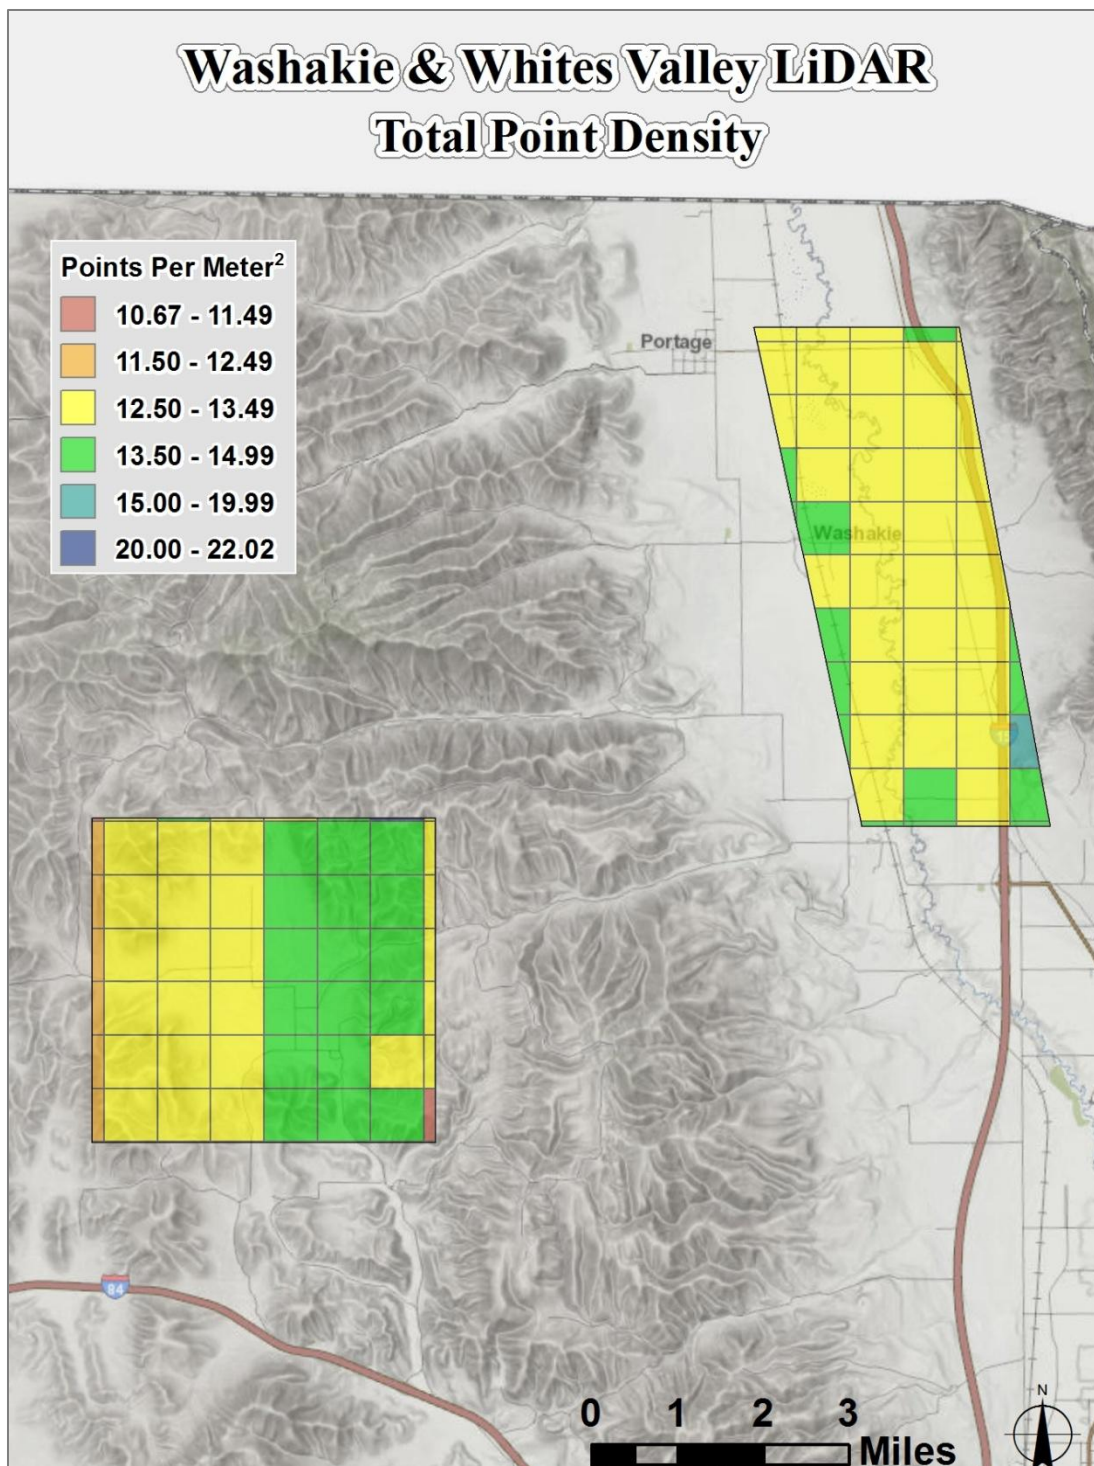 Washakie & Whites Valley LiDAR
Total Point Density
Points Per Meter²
10.67 - 11.49
11.50 - 12.49
12.50 - 13.49
13.50 - 14.99
15.00 - 19.99
20.00 - 22.02
Portage
Washakie
15
84
N
0 1 2 3
Miles